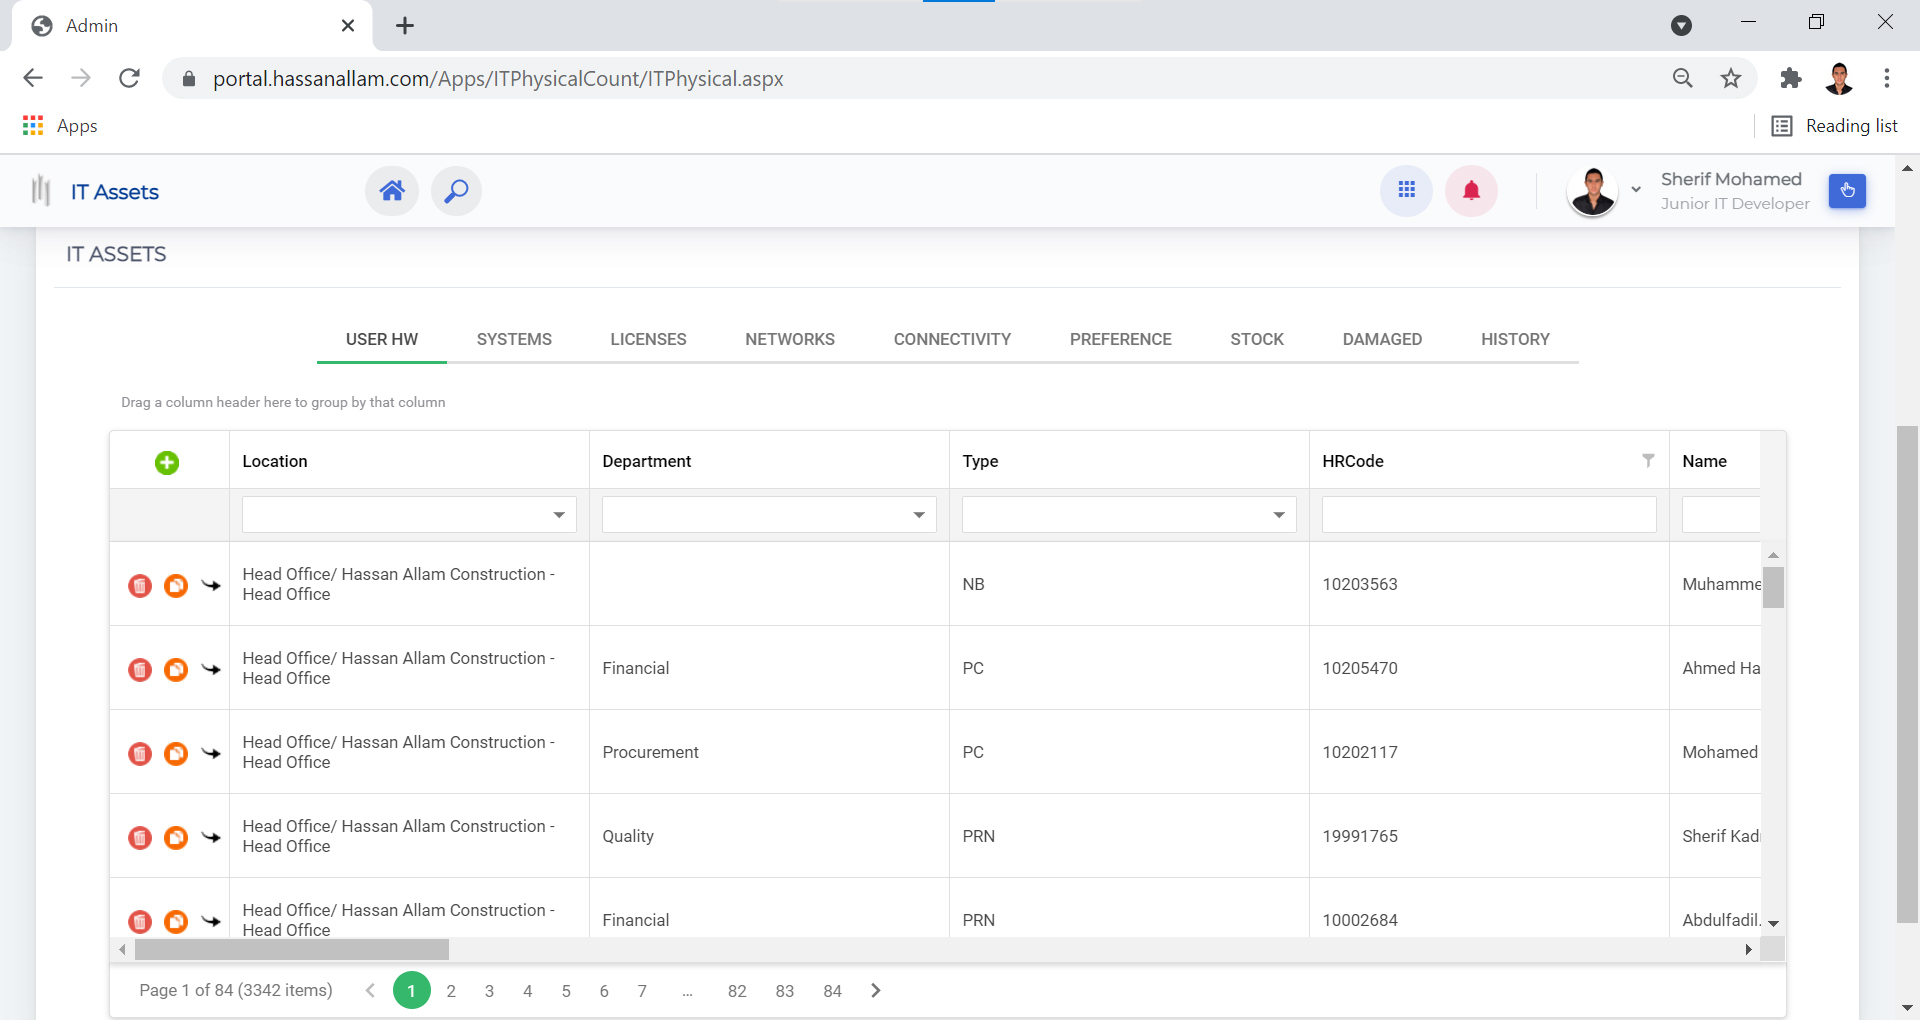 Admin
portal.hassanallam.com/Apps/ITPhysicalCount/ITPhysical.aspx
Apps
Reading list
IT Assets
Sherif Mohamed
Junior IT Developer
IT ASSETS
USER HW SYSTEMS LICENSES NETWORKS CONNECTIVITY PREFERENCE STOCK DAMAGED HISTORY
Drag a column header here to group by that column
Location Department Type HRCode Name
Head Office/ Hassan Allam Construction -
Head Office
NB 10203563 Muhamme
Head Office/ Hassan Allam Construction -
Head Office
Financial PC 10205470 Ahmed Ha
Head Office/ Hassan Allam Construction -
Head Office
Procurement PC 10202117 Mohamed
Head Office/ Hassan Allam Construction -
Head Office
Quality PRN 19991765 Sherif Kad
Head Office/ Hassan Allam Construction -
Head Office
Financial PRN 10002684 Abdulfadil.
Page 1 of 84 (3342 items) 1 2 3 4 5 6 7 ... 82 83 84